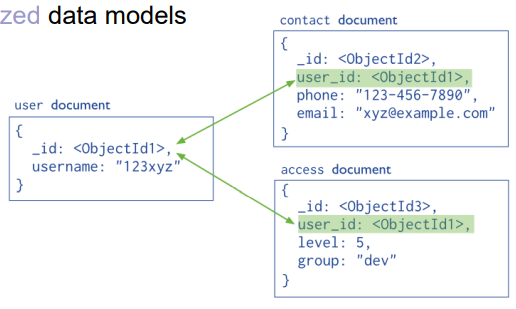 zed data models
contact document
{
_id: <ObjectId2>,
user_id: <ObjectId1>,
phone: "123-456-7890",
email: "xyz@example.com"
}
user document
{
_id: <ObjectId1>,
username: "123xyz"
}
access document
{
_id: <ObjectId3>,
user_id: <ObjectId1>,
level: 5,
group: "dev"
}